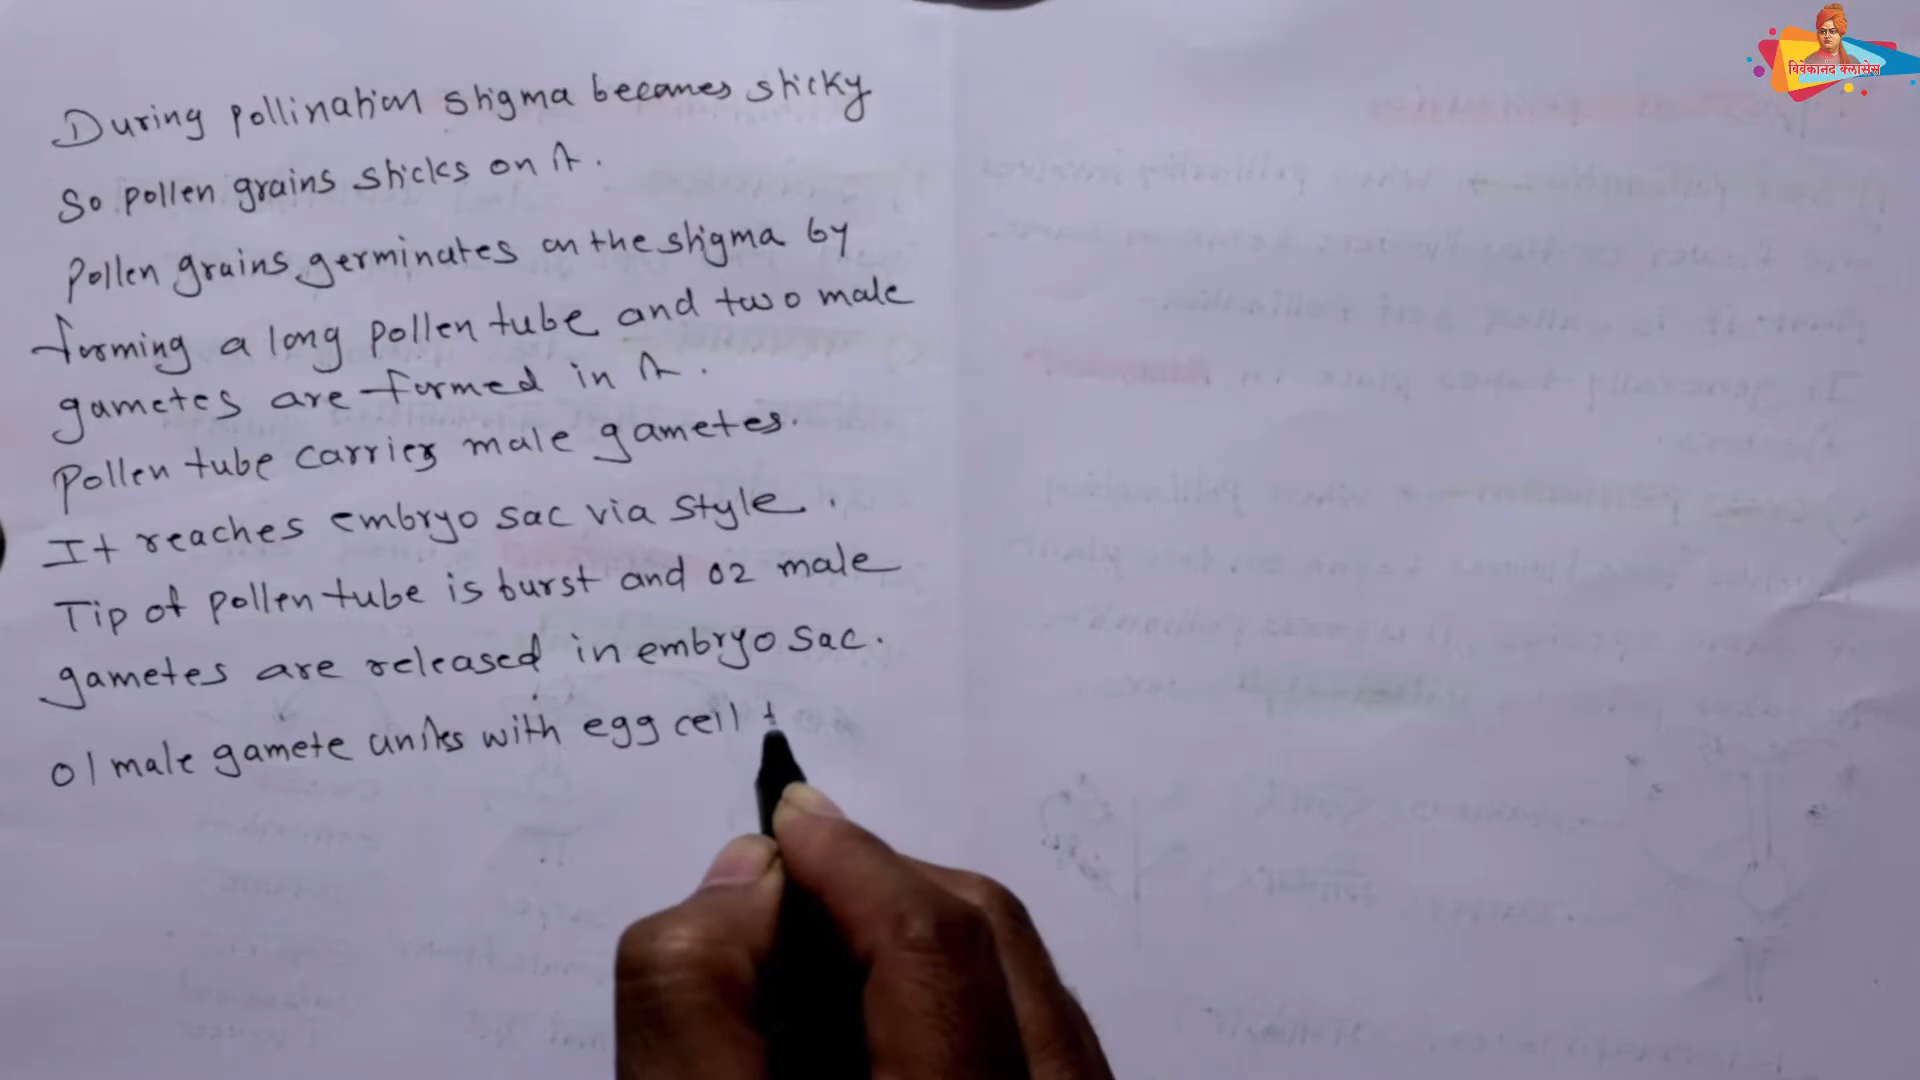 विवेकानंद क्लासेस
During pollination stigma becomes sticky
So pollen grains sticks on it.
Pollen grains germinates on the stigma by
forming a long pollen tube and two male
gametes are formed in it.
Pollen tube carries male gametes.
It reaches embryo sac via style.
Tip of pollen tube is burst and 02 male
gametes are released in embryo sac.
01 male gamete unites with egg cell t